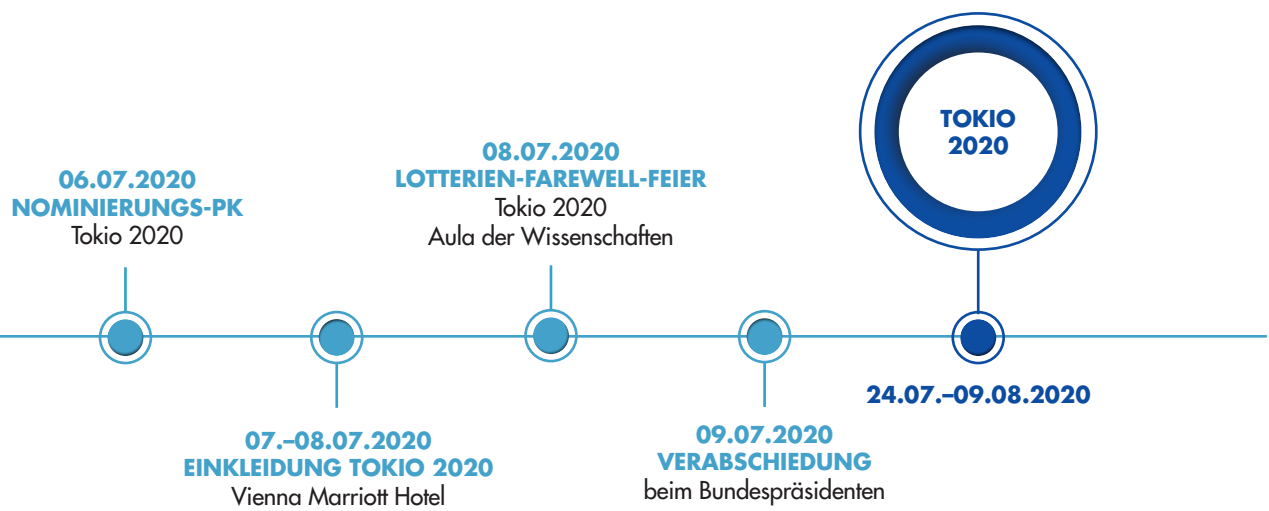 06.07.2020
NOMINIERUNGS-PK
Tokio 2020
07.–08.07.2020
EINKLEIDUNG TOKIO 2020
Vienna Marriott Hotel
08.07.2020
LOTTERIEN-FAREWELL-FEIER
Tokio 2020
Aula der Wissenschaften
09.07.2020
VERABSCHIEDUNG
beim Bundespräsidenten
TOKIO
2020
24.07.–09.08.2020